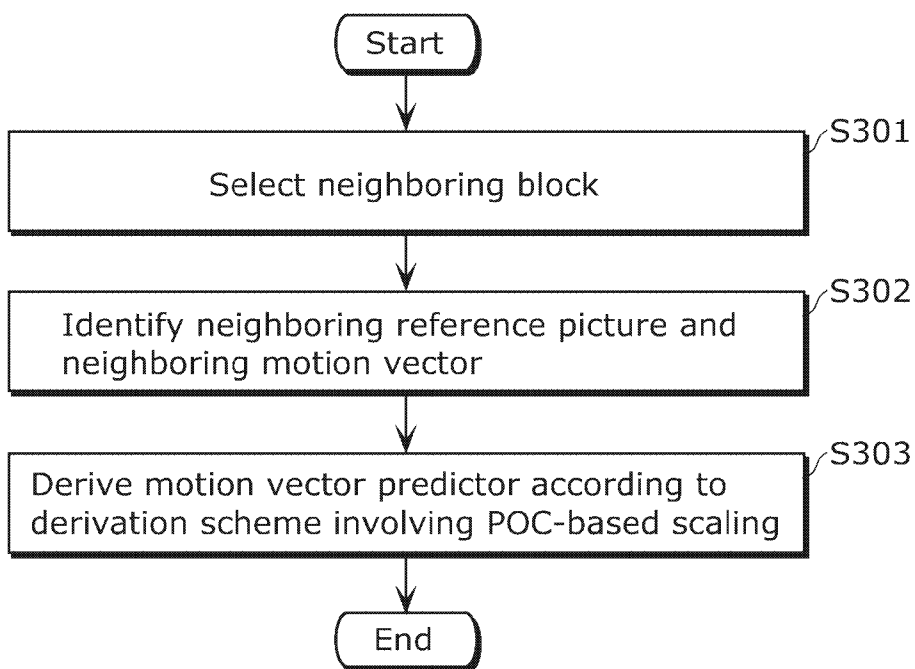 Start
S301
Select neighboring block
S302
Identify neighboring reference picture and
neighboring motion vector
S303
Derive motion vector predictor according to
derivation scheme involving POC-based scaling
End